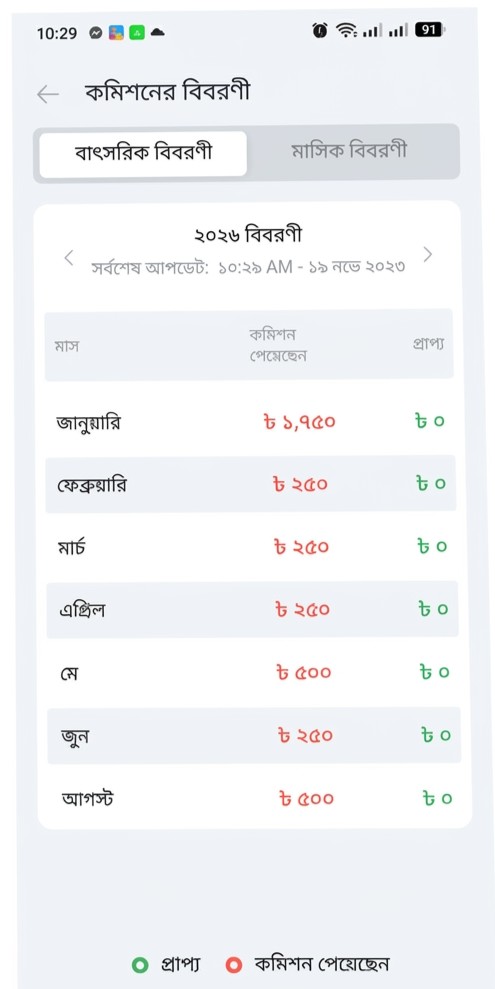 10:29 91
কমিশনের বিবরণী
বাৎসরিক বিবরণী মাসিক বিবরণী
২০২৬ বিবরণী
সর্বশেষ আপডেট: ১০:২৯ AM - ১৯ নভে ২০২৩
মাস কমিশন পেয়েছেন প্রাপ্য
জানুয়ারি ৳ ১,৭৫০ ৳ ০
ফেব্রুয়ারি ৳ ২৫০ ৳ ০
মার্চ ৳ ২৫০ ৳ ০
এপ্রিল ৳ ২৫০ ৳ ০
মে ৳ ৫০০ ৳ ০
জুন ৳ ২৫০ ৳ ০
আগস্ট ৳ ৫০০ ৳ ০
প্রাপ্য কমিশন পেয়েছেন